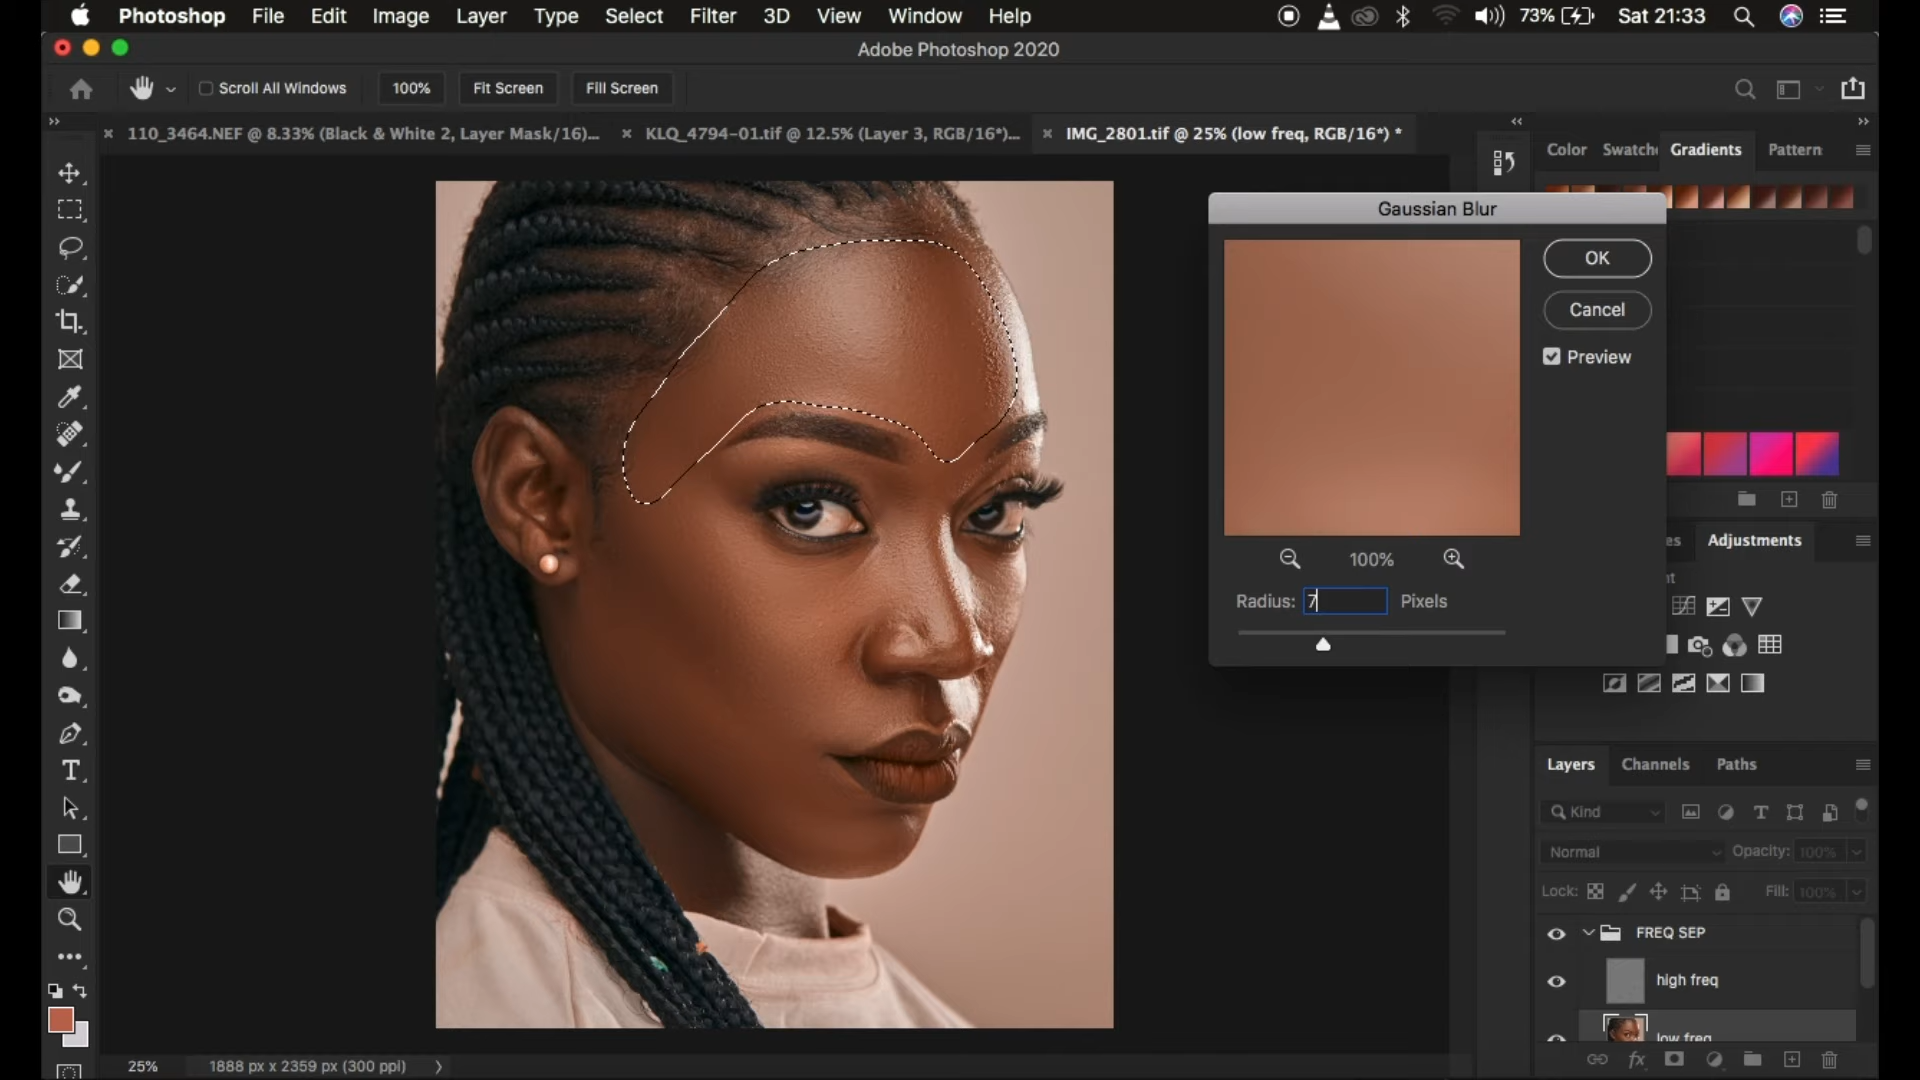 Photoshop File Edit Image Layer Type Select Filter 3D View Window Help 73% Sat 21:33
Adobe Photoshop 2020
Scroll All Windows 100% Fit Screen Fill Screen
110_3464.NEF @ 8.33% (Black & White 2, Layer Mask/16)... KLQ_4794-01.tif @ 12.5% (Layer 3, RGB/16*)... IMG_2801.tif @ 25% (low freq, RGB/16*) *
Color Swatche Gradients Pattern
Gaussian Blur
OK
Cancel
Preview
100%
Radius: 7 Pixels
Adjustments
Layers Channels Paths
Kind
Normal Opacity: 100%
Lock: Fill: 100%
FREQ SEP
high freq
low freq
25% 1888 px x 2359 px (300 ppi)